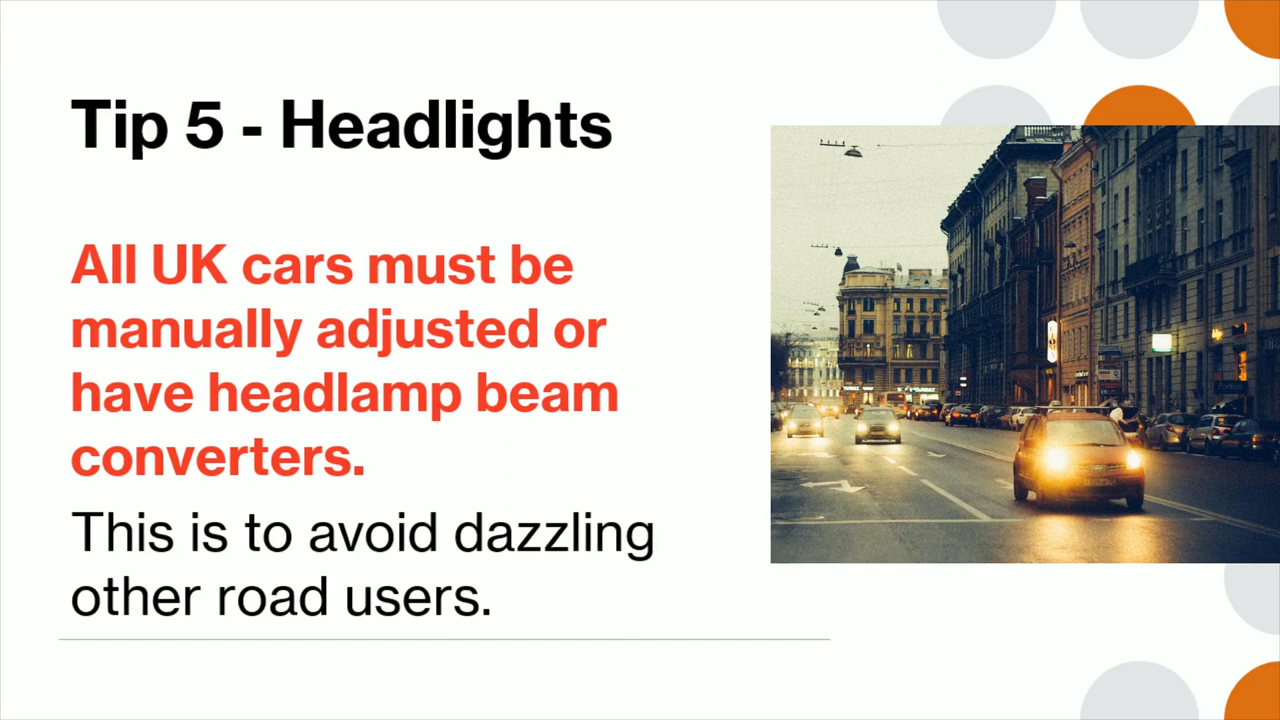 Tip 5 - Headlights
All UK cars must be
manually adjusted or
have headlamp beam
converters.
This is to avoid dazzling
other road users.